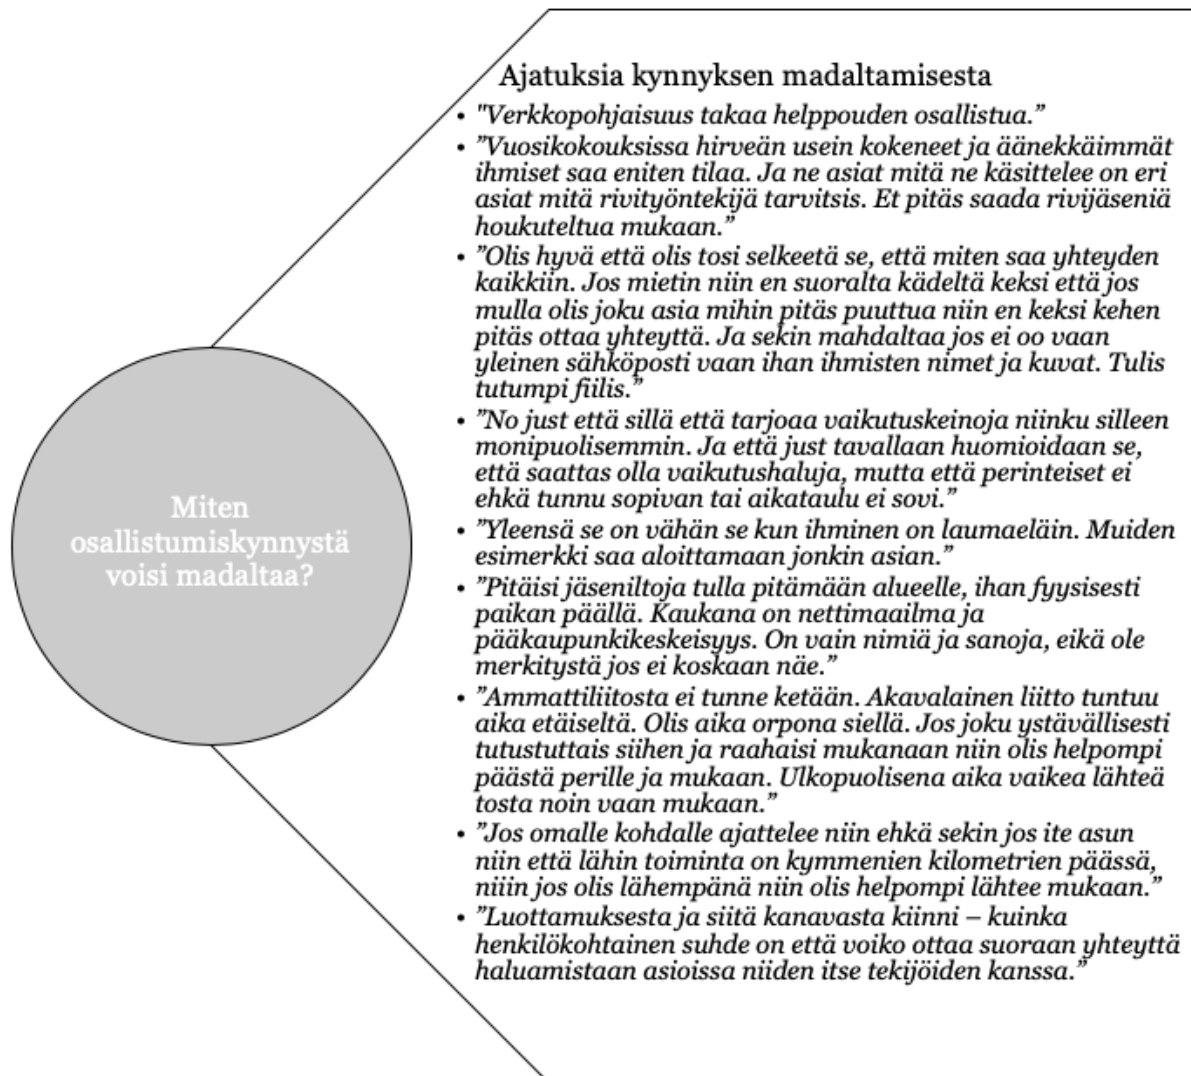 Ajatuksia kynnyksen madaltamisesta
• "Verkkopohjaisuus takaa helppouden osallistua.”
• ”Vuosikokouksissa hirveän usein kokeneet ja äänekkäimmät
ihmiset saa eniten tilaa. Ja ne asiat mitä ne käsittelee on eri
asiat mitä rivityöntekijä tarvitsis. Et pitäs saada rivijäseniä
houkuteltua mukaan.”
• ”Olis hyvä että olis tosi selkeetä se, että miten saa yhteyden
kaikkiin. Jos mietin niin en suoralta kädeltä keksi että jos
mulla olis joku asia mihin pitäs puuttua niin en keksi kehen
pitäs ottaa yhteyttä. Ja sekin mahdaltaa jos ei oo vaan
yleinen sähköposti vaan ihan ihmisten nimet ja kuvat. Tulis
tutumpi fiilis.”
• ”No just että sillä että tarjoaa vaikutuskeinoja niinku silleen
monipuolisemmin. Ja että just tavallaan huomioidaan se,
että saattas olla vaikutushaluja, mutta että perinteiset ei
ehkä tunnu sopivan tai aikataulu ei sovi.”
• ”Yleensä se on vähän se kun ihminen on laumaeläin. Muiden
esimerkki saa aloittamaan jonkin asian.”
• ”Pitäisi jäseniltoja tulla pitämään alueelle, ihan fyysisesti
paikan päällä. Kaukana on nettimaailma ja
pääkaupunkikeskeisyys. On vain nimiä ja sanoja, eikä ole
merkitystä jos ei koskaan näe.”
• ”Ammattiliitosta ei tunne ketään. Akavalainen liitto tuntuu
aika etäiseltä. Olis aika orpona siellä. Jos joku ystävällisesti
tutustuttais siihen ja raahaisi mukanaan niin olis helpompi
päästä perille ja mukaan. Ulkopuolisena aika vaikea lähteä
tosta noin vaan mukaan.”
• ”Jos omalle kohdalle ajattelee niin ehkä sekin jos ite asun
niin että lähin toiminta on kymmenien kilometrien päässä,
niiin jos olis lähempänä niin olis helpompi lähtee mukaan.”
• ”Luottamuksesta ja siitä kanavasta kiinni – kuinka
henkilökohtainen suhde on että voiko ottaa suoraan yhteyttä
haluamistaan asioissa niiden itse tekijöiden kanssa.”
Miten
osallistumiskynnystä
voisi madaltaa?